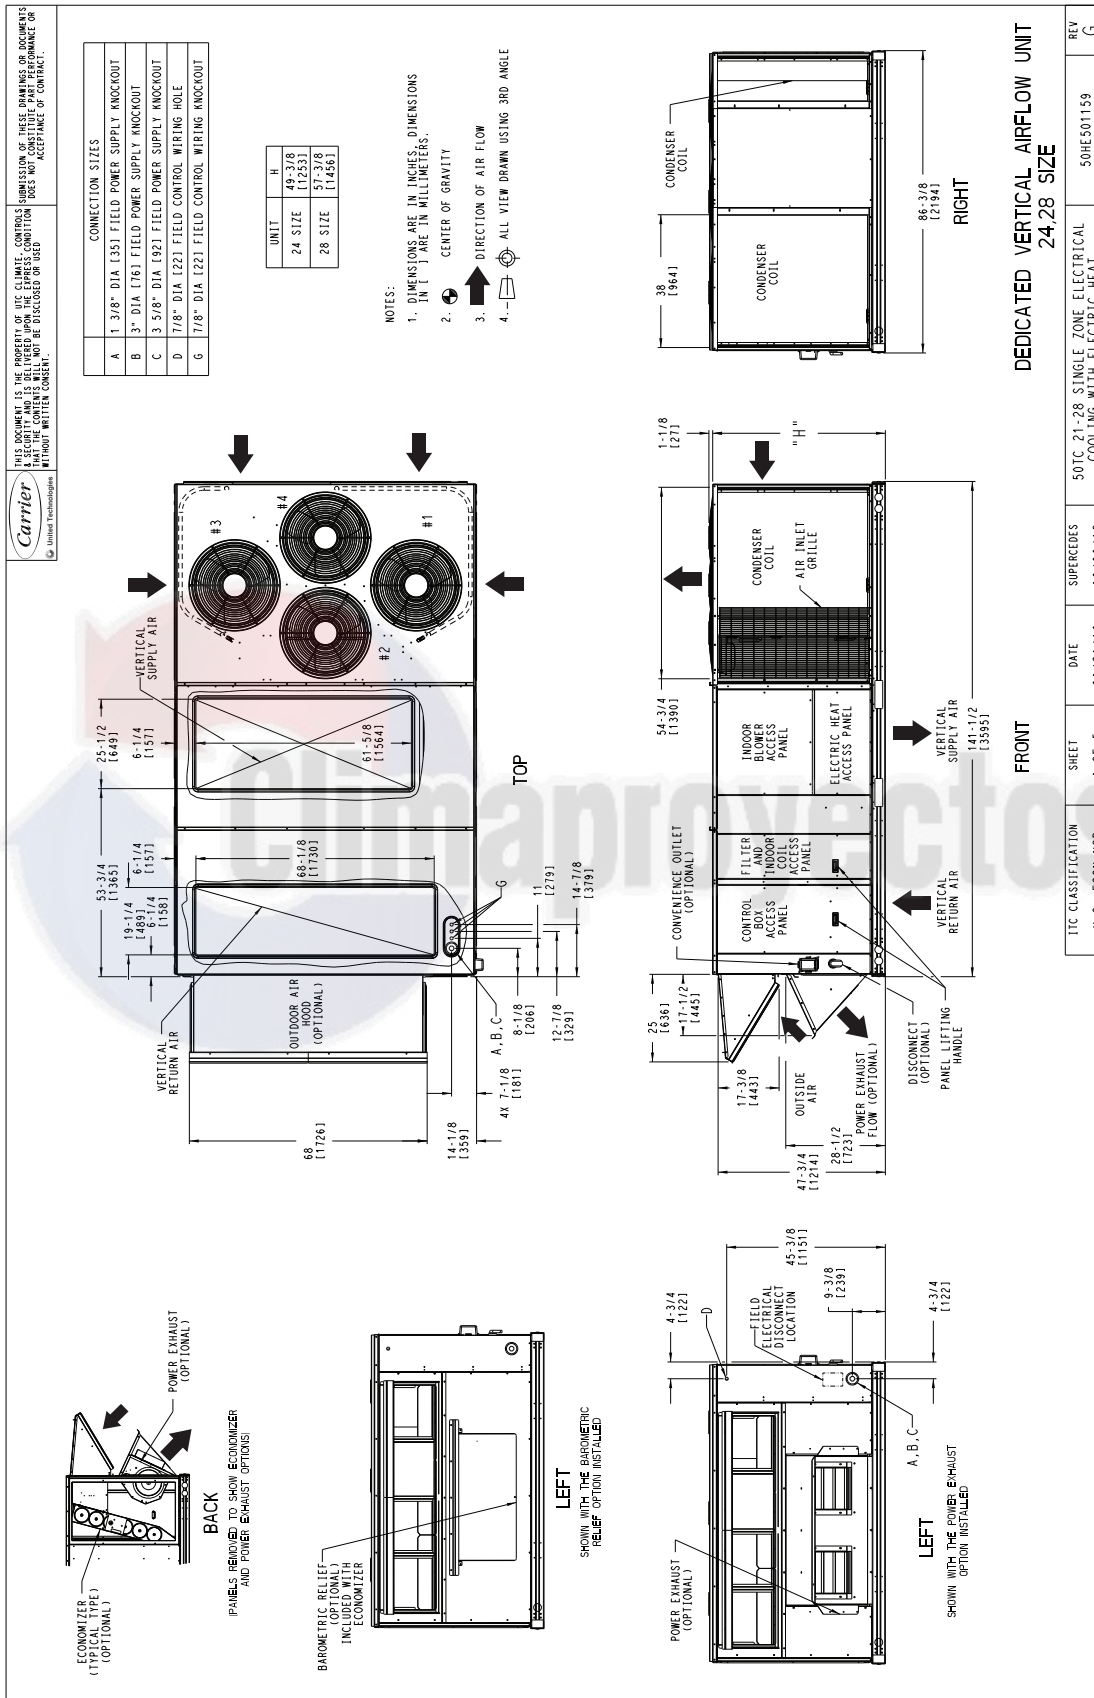 Carrier
United Technologies
THIS DOCUMENT IS THE PROPERTY OF UTC CLIMATE, CONTROLS
& SECURITY AND IS DELIVERED UPON THE EXPRESS CONDITION
THAT THE CONTENTS WILL NOT BE DISCLOSED OR USED
WITHOUT WRITTEN CONSENT.
SUBMISSION OF THESE DRAWINGS OR DOCUMENTS
DOES NOT CONSTITUTE PART PERFORMANCE OR
ACCEPTANCE OF CONTRACT.
CONNECTION SIZES
A 1 3/8" DIA [35] FIELD POWER SUPPLY KNOCKOUT
B 3" DIA [76] FIELD POWER SUPPLY KNOCKOUT
C 3 5/8" DIA [92] FIELD POWER SUPPLY KNOCKOUT
D 7/8" DIA [22] FIELD CONTROL WIRING HOLE
G 7/8" DIA [22] FIELD CONTROL WIRING KNOCKOUT
UNIT H
24 SIZE 49-3/8
[1253]
28 SIZE 57-3/8
[1456]
NOTES:
1. DIMENSIONS ARE IN INCHES, DIMENSIONS
IN [ ] ARE IN MILLIMETERS.
2. CENTER OF GRAVITY
3. DIRECTION OF AIR FLOW
4. ALL VIEW DRAWN USING 3RD ANGLE
ECONOMIZER
(TYPICAL TYPE)
(OPTIONAL)
POWER EXHAUST
(OPTIONAL)
BACK
(PANELS REMOVED TO SHOW ECONOMIZER
AND POWER EXHAUST OPTIONS)
VERTICAL
RETURN AIR
OUTDOOR AIR
HOOD
(OPTIONAL)
68
[1726]
14-1/8
[359]
4X 7-1/8
[181]
A,B,C
8-1/8
[206]
12-7/8
[329]
11
[279]
14-7/8
[379]
G
53-3/4
[1365]
19-1/4
[489]
6-1/4
[158]
6-1/4
[157]
68-1/8
[1730]
25-1/2
[649]
6-1/4
[157]
61-5/8
[1564]
VERTICAL
SUPPLY AIR
#3
#4
#1
#2
TOP
BAROMETRIC RELIEF
(OPTIONAL)
INCLUDED WITH
ECONOMIZER
LEFT
SHOWN WITH THE BAROMETRIC
RELIEF OPTION INSTALLED
POWER EXHAUST
(OPTIONAL)
4-3/4
[122]
D
FIELD
ELECTRICAL
DISCONNECT
LOCATION
45-3/8
[1151]
9-3/8
[239]
4-3/4
[122]
A,B,C
LEFT
SHOWN WITH THE POWER EXHAUST
OPTION INSTALLED
CONVENIENCE OUTLET
(OPTIONAL)
25
[636]
17-1/2
[445]
17-3/8
[443]
OUTSIDE
AIR
47-3/4
[1214]
28-1/2
[723]
POWER EXHAUST
FLOW (OPTIONAL)
DISCONNECT
(OPTIONAL)
PANEL LIFTING
HANDLE
CONTROL
BOX
ACCESS
PANEL
FILTER
AND
INDOOR
COIL
ACCESS
PANEL
INDOOR
BLOWER
ACCESS
PANEL
ELECTRIC HEAT
ACCESS PANEL
CONDENSER
COIL
AIR INLET
GRILLE
54-3/4
[1390]
1-1/8
[27]
"H"
VERTICAL
RETURN AIR
VERTICAL
SUPPLY AIR
141-1/2
[3595]
FRONT
38
[964]
CONDENSER
COIL
CONDENSER
COIL
86-3/8
[2194]
RIGHT
DEDICATED VERTICAL AIRFLOW UNIT
24,28 SIZE
Climaproyectos
ITC CLASSIFICATION
SHEET
DATE
SUPERCEDES
50TC 21-28 SINGLE ZONE ELECTRICAL
COOLING WITH ELECTRIC HEAT
50HE501159
REV
G